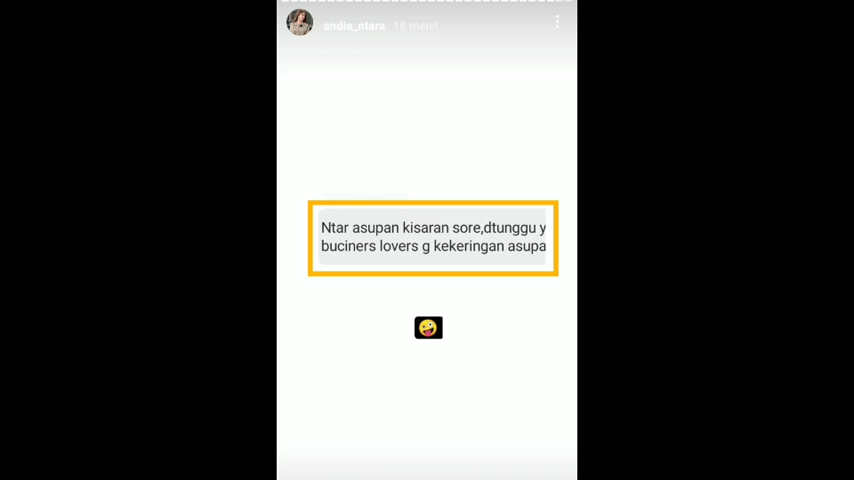 andia_ntara 18 menit
Ntar asupan kisaran sore,dtunggu y
buciners lovers g kekeringan asupa